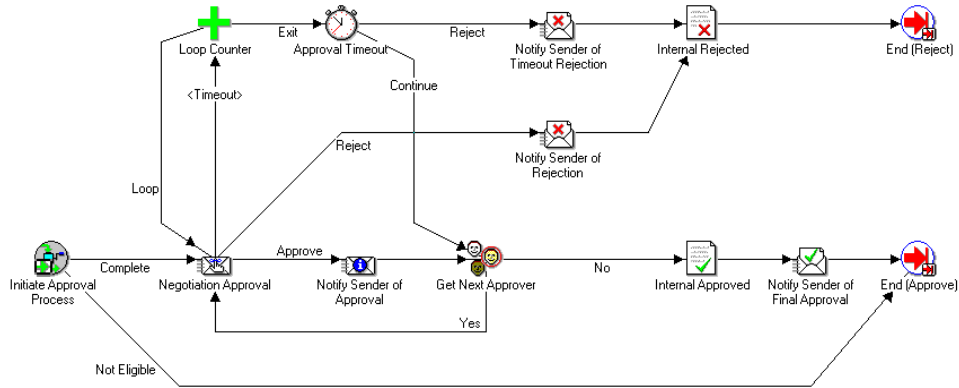 Exit
Reject
Loop Counter
Approval Timeout
Notify Sender of
Timeout Rejection
Internal Rejected
End (Reject)
<Timeout>
Continue
Reject
Notify Sender of
Rejection
Loop
Complete
Approve
No
Initiate Approval
Process
Negotiation Approval
Notify Sender of
Approval
Get Next Approver
Internal Approved
Notify Sender of
Final Approval
End (Approve)
Yes
Not Eligible